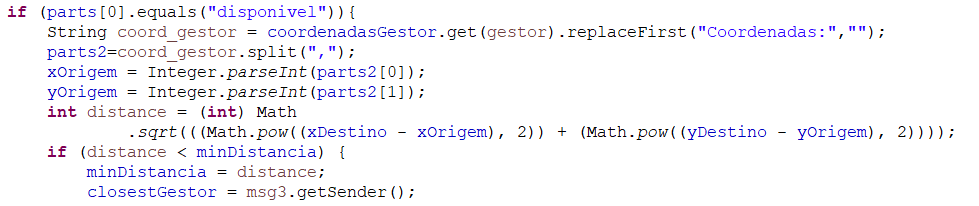 if (parts[0].equals("disponivel")){
String coord_gestor = coordenadasGestor.get(gestor).replaceFirst("Coordenadas:","");
parts2=coord_gestor.split(",");
xOrigem = Integer.parseInt(parts2[0]);
yOrigem = Integer.parseInt(parts2[1]);
int distance = (int) Math
.sqrt(((Math.pow((xDestino - xOrigem), 2)) + (Math.pow((yDestino - yOrigem), 2))));
if (distance < minDistancia) {
minDistancia = distance;
closestGestor = msg3.getSender();